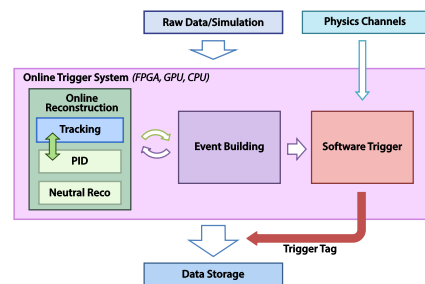 Raw Data/Simulation
Physics Channels
Online Trigger System (FPGA, GPU, CPU)
Online
Reconstruction
Tracking
PID
Neutral Reco
Event Building
Software Trigger
Trigger Tag
Data Storage